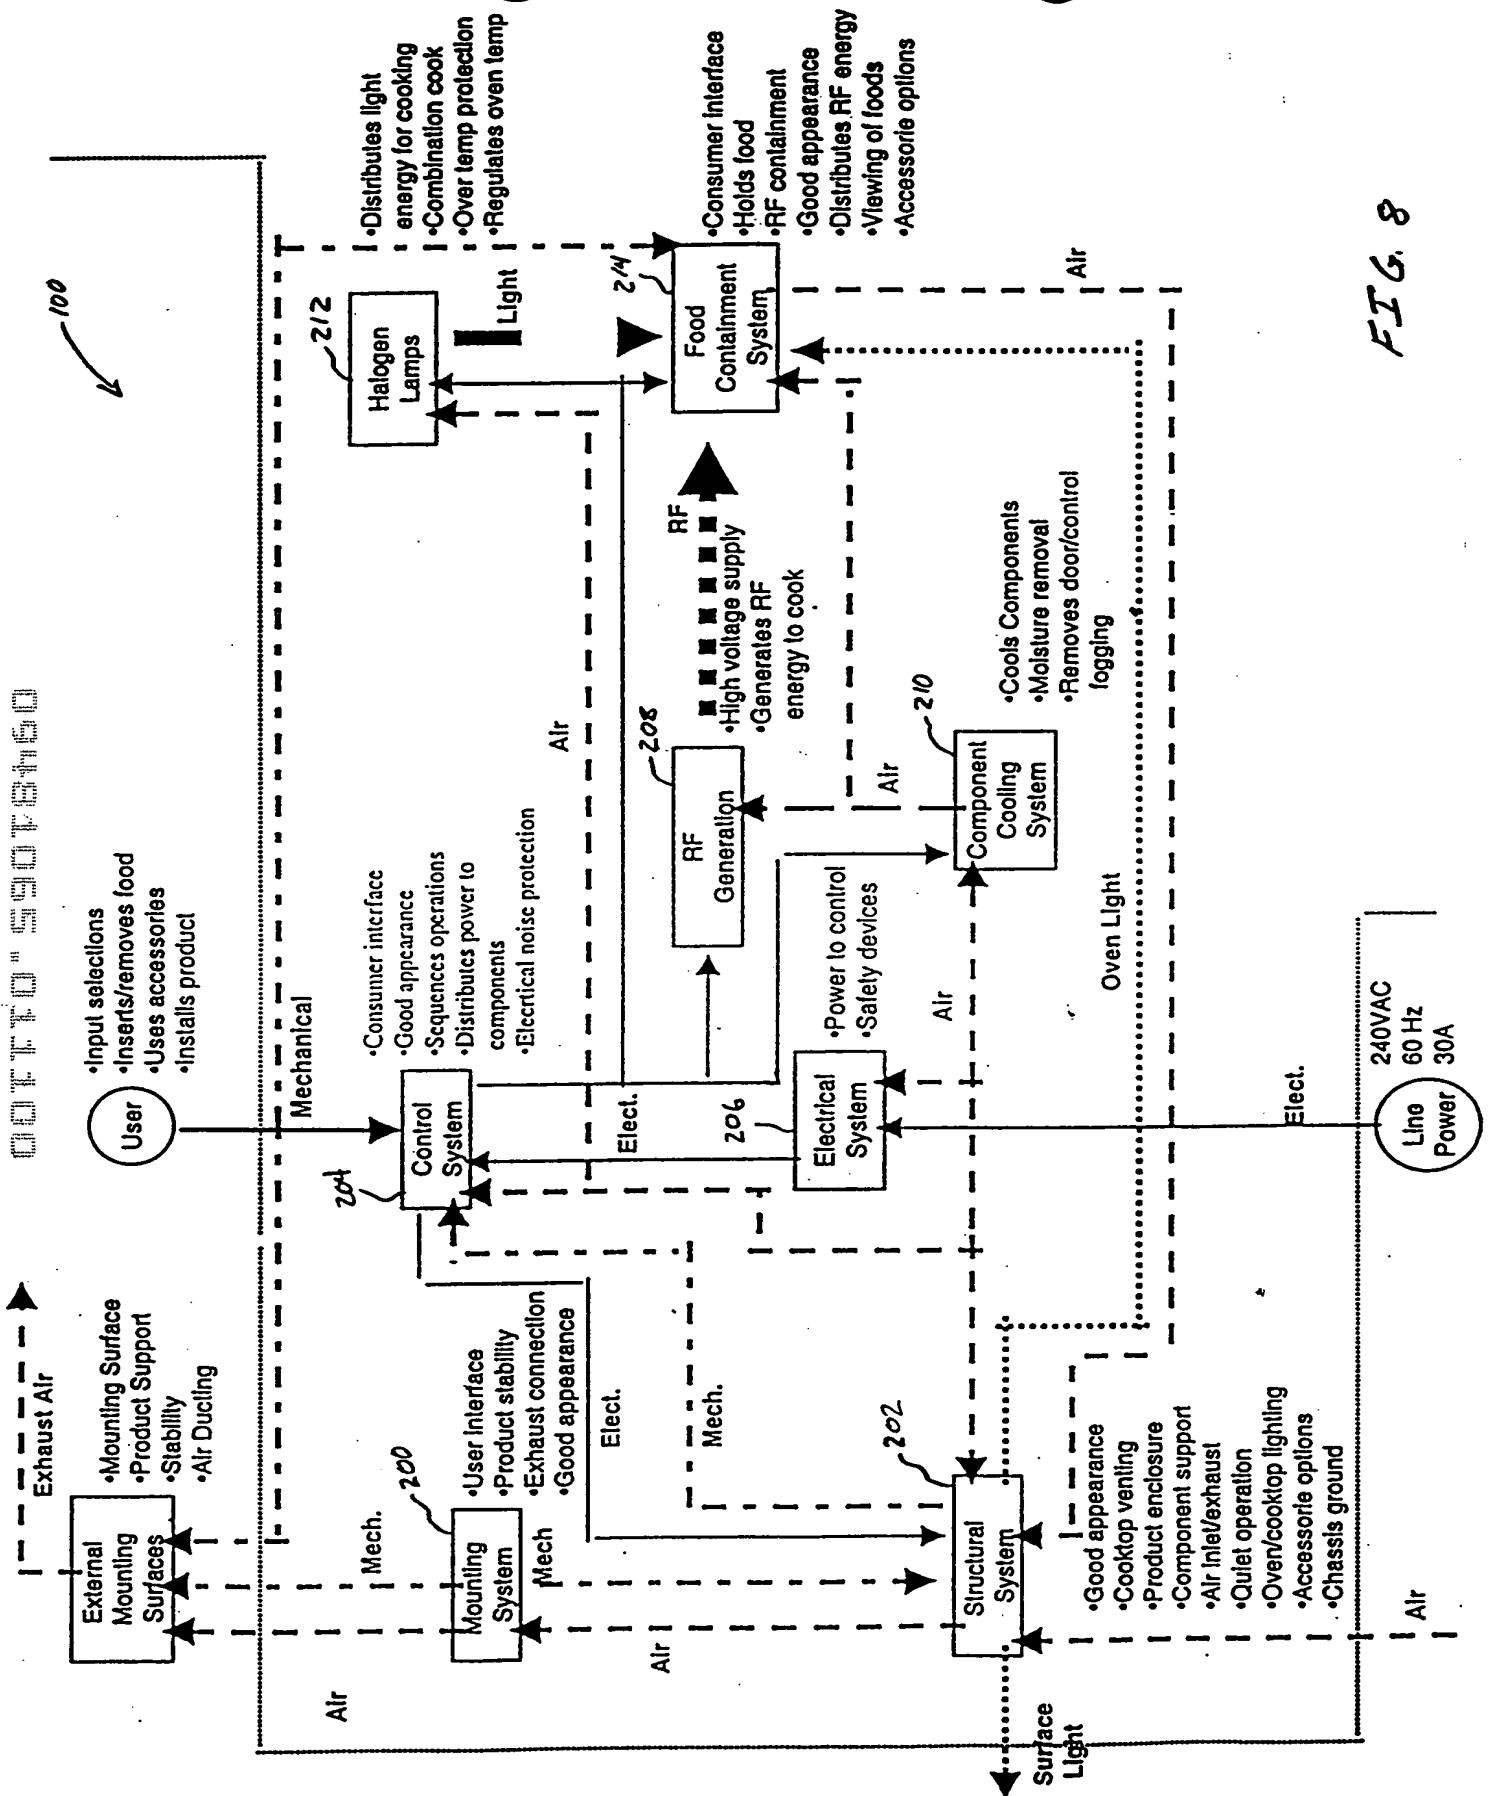 09481065.011100
100
Exhaust Air
External
Mounting
Surfaces
•Mounting Surface
•Product Support
•Stability
•Air Ducting
User
•Input selections
•Inserts/removes food
•Uses accessories
•Installs product
Mechanical
Air
Mech.
200
Mounting
System
•User Interface
•Product stability
•Exhaust connection
•Good appearance
Mech
Air
Elect.
Mech.
204
Control
System
•Consumer interface
•Good appearance
•Sequences operations
•Distributes power to
components
•Electrical noise protection
Elect.
Air
212
Halogen
Lamps
•Distributes light
energy for cooking
•Combination cook
•Over temp protection
•Regulates oven temp
Light
208
RF
Generation
RF
•High voltage supply
•Generates RF
energy to cook
214
Food
Containment
System
•Consumer Interface
•Holds food
•RF containment
•Good appearance
•Distributes RF energy
•Viewing of foods
•Accessorie options
206
Electrical
System
•Power to control
•Safety devices
Air
Air
210
Component
Cooling
System
•Cools Components
•Moisture removal
•Removes door/control
fogging
Air
202
Structural
System
•Good appearance
•Cooktop venting
•Product enclosure
•Component support
•Air Inlet/exhaust
•Quiet operation
•Oven/cooktop lighting
•Accessorie options
•Chassis ground
Surface
Light
Oven Light
Air
Elect.
Line
Power
240VAC
60 Hz
30A
FIG. 8